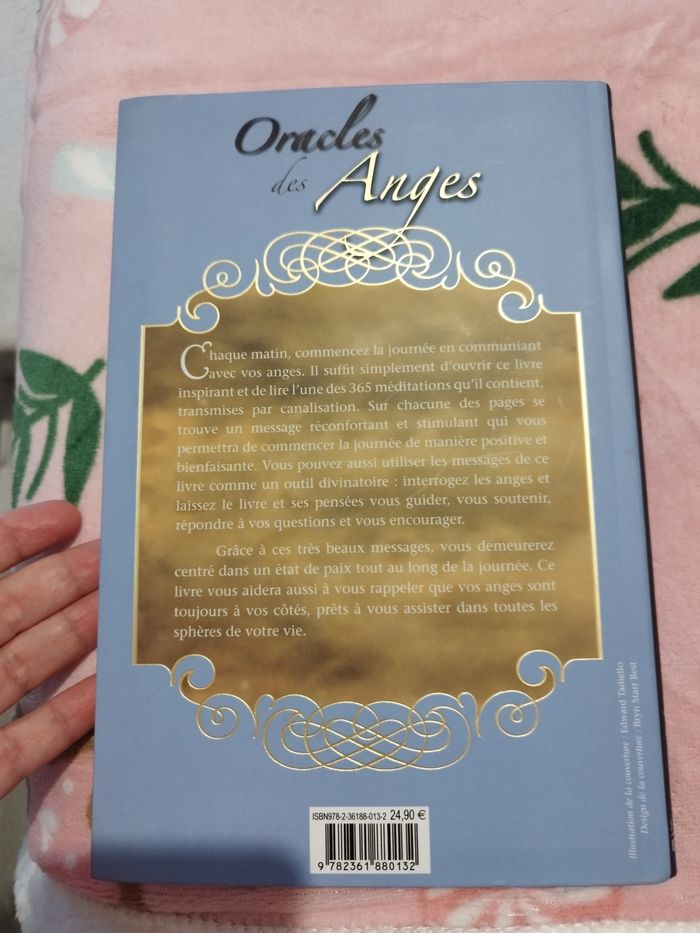 Oracles
des Anges
Chaque matin, commencez la journée en communiant
avec vos anges. Il suffit simplement d'ouvrir ce livre
inspirant et de lire l'une des 365 méditations qu'il contient,
transmises par canalisation. Sur chacune des pages se
trouve un message réconfortant et stimulant qui vous
permettra de commencer la journée de manière positive et
bienfaisante. Vous pouvez aussi utiliser les messages de ce
livre comme un outil divinatoire : interrogez les anges et
laissez le livre et ses pensées vous guider, vous soutenir,
répondre à vos questions et vous encourager.
Grâce à ces très beaux messages, vous demeurerez
centré dans un état de paix tout au long de la journée. Ce
livre vous aidera aussi à vous rappeler que vos anges sont
toujours à vos côtés, prêts à vous assister dans toutes les
sphères de votre vie.
Illustration de la couverture : Edward Tadiello
Design de la couverture : Bryn Starr Best
ISBN978-2-36188-013-2 24,90 €
9 782361 880132